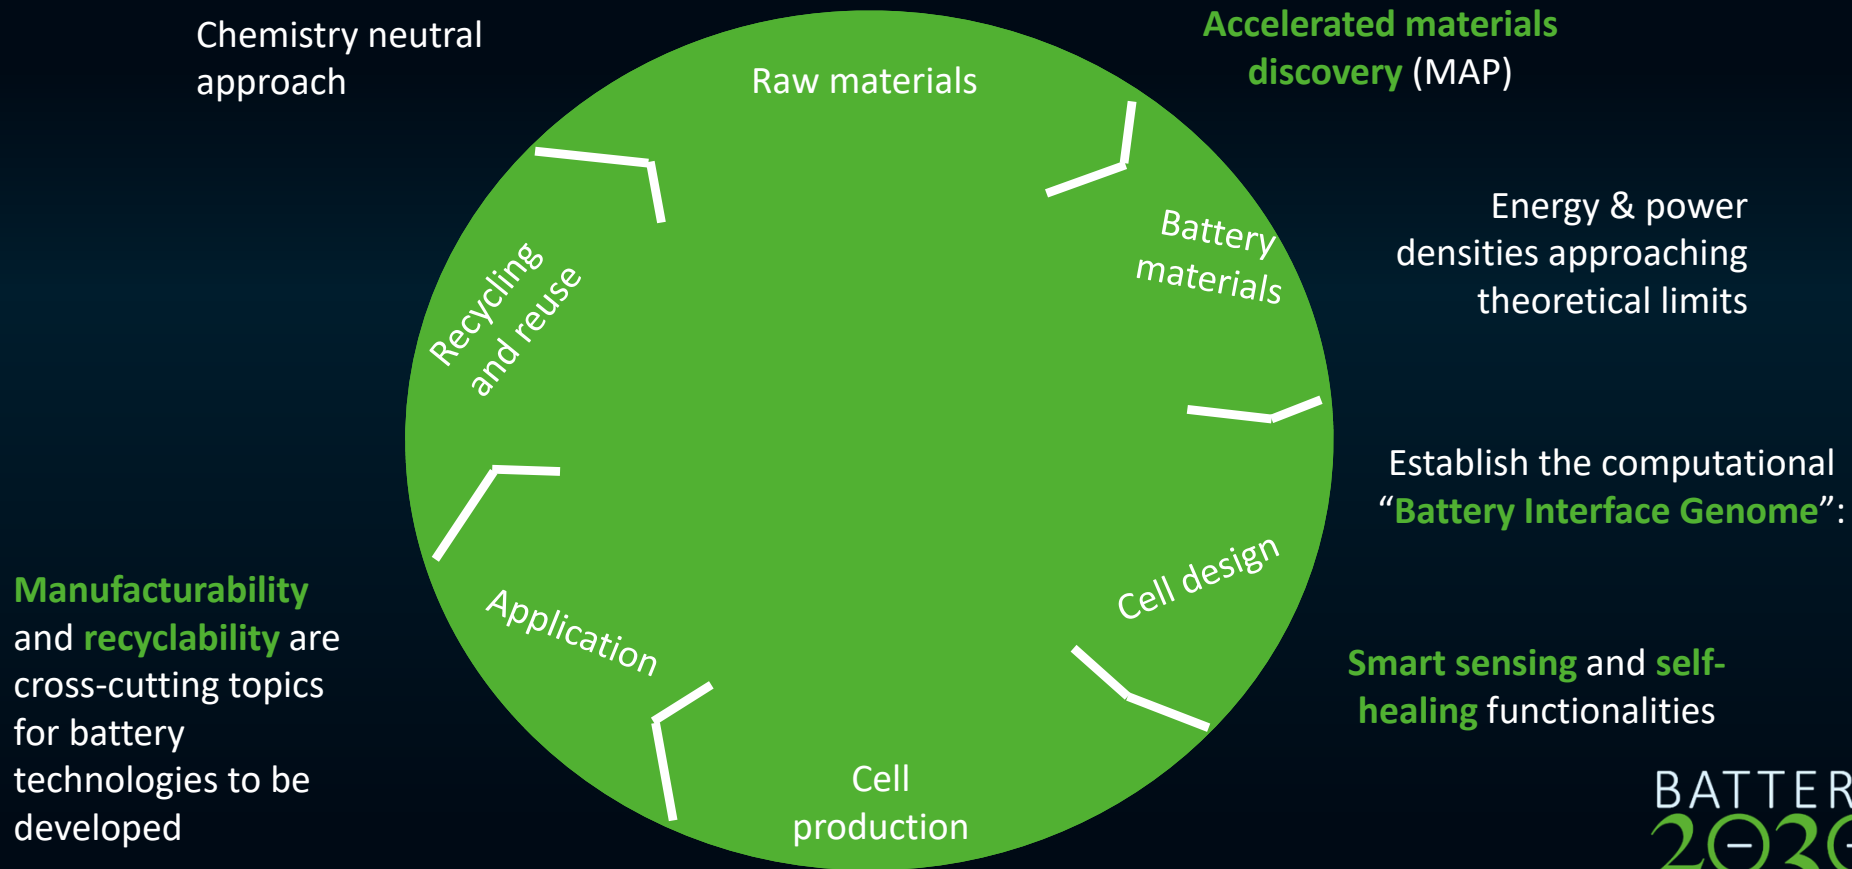 Chemistry neutral
approach
Raw materials
Accelerated materials
discovery (MAP)
Battery
materials
Energy & power
densities approaching
theoretical limits
Recycling
and reuse
Establish the computational
“Battery Interface Genome”:
Cell design
Manufacturability
and recyclability are
cross-cutting topics
for battery
technologies to be
developed
Application
Smart sensing and self-
healing functionalities
Cell
production
BATTER
203